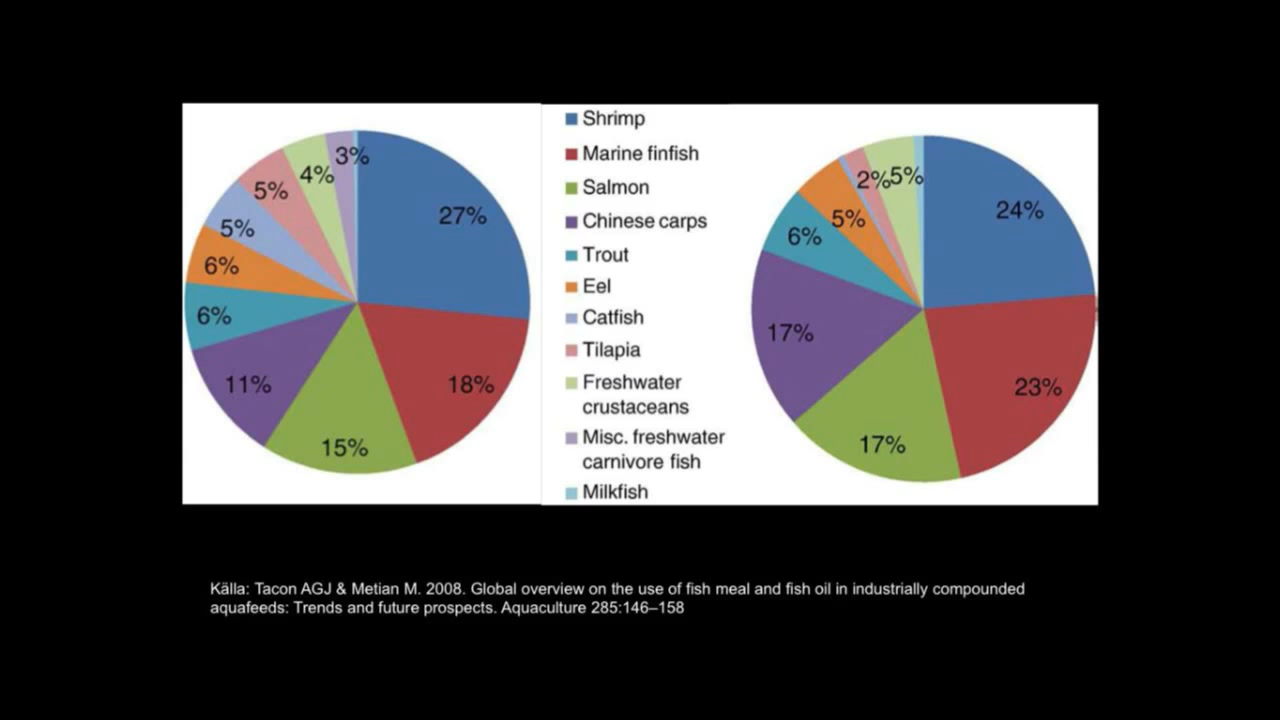 27%
18%
15%
11%
6%
6%
5%
5%
4%
3%
Shrimp
Marine finfish
Salmon
Chinese carps
Trout
Eel
Catfish
Tilapia
Freshwater
crustaceans
Misc. freshwater
carnivore fish
Milkfish
24%
23%
17%
17%
6%
5%
2%
5%
Källa: Tacon AGJ & Metian M. 2008. Global overview on the use of fish meal and fish oil in industrially compounded
aquafeeds: Trends and future prospects. Aquaculture 285:146–158